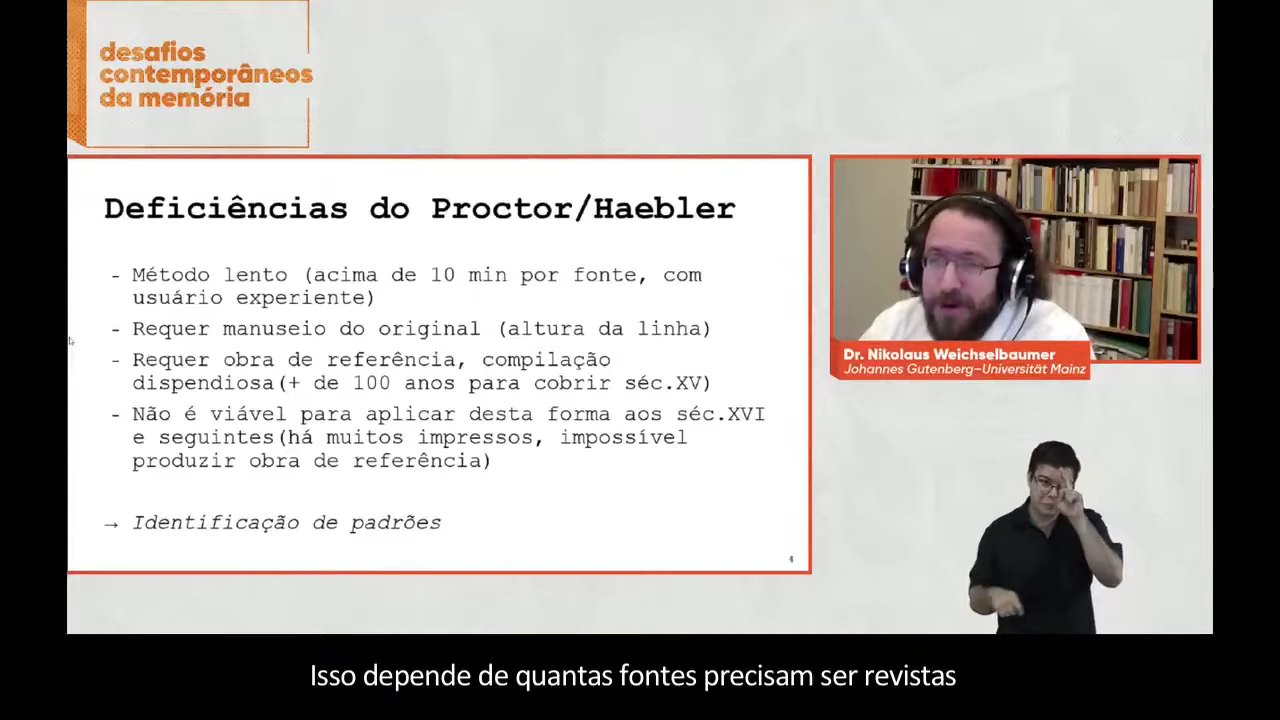 desafios
contemporâneos
da memória
Deficiências do Proctor/Haebler
- Método lento (acima de 10 min por fonte, com
usuário experiente)
- Requer manuseio do original (altura da linha)
- Requer obra de referência, compilação
dispendiosa(+ de 100 anos para cobrir séc.XV)
- Não é viável para aplicar desta forma aos séc.XVI
e seguintes(há muitos impressos, impossível
produzir obra de referência)
→ Identificação de padrões
4
Dr. Nikolaus Weichselbaumer
Johannes Gutenberg–Universität Mainz
Isso depende de quantas fontes precisam ser revistas